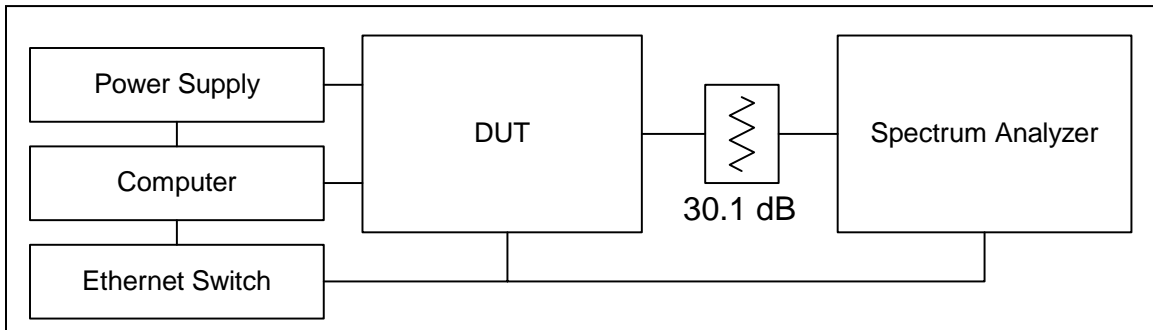 Power Supply
Computer
Ethernet Switch
DUT
30.1 dB
Spectrum Analyzer